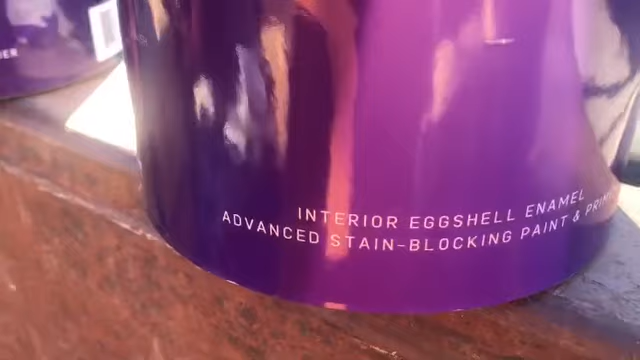 INTERIOR EGGSHELL ENAMEL
ADVANCED STAIN-BLOCKING PAINT &